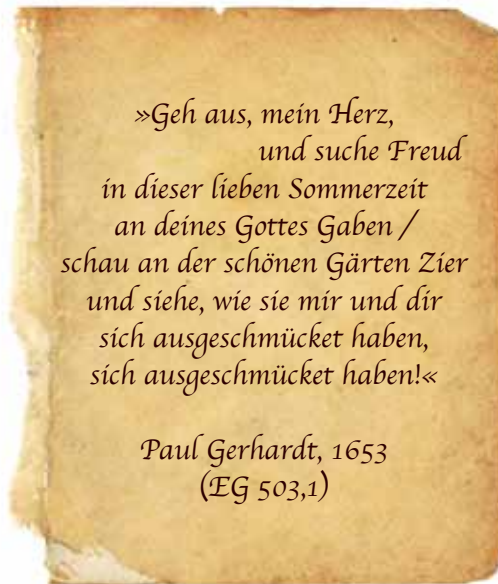 »Geh aus, mein Herz,
und suche Freud
in dieser lieben Sommerzeit
an deines Gottes Gaben /
schau an der schönen Gärten Zier
und siehe, wie sie mir und dir
sich ausgeschmücket haben,
sich ausgeschmücket haben!«
Paul Gerhardt, 1653
(EG 503,1)